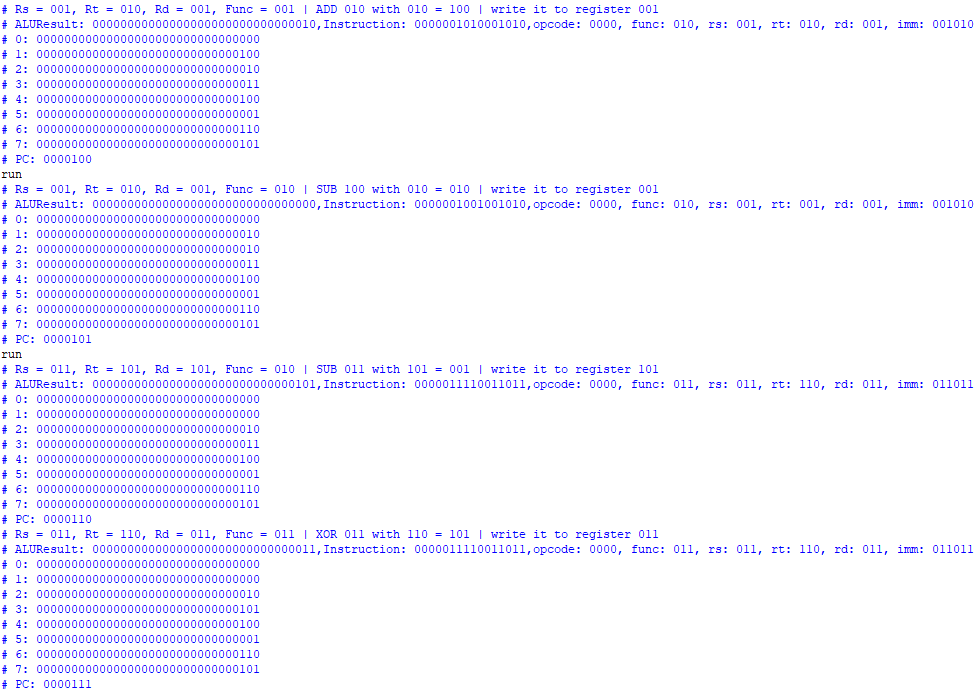 # Rs = 001, Rt = 010, Rd = 001, Func = 001 | ADD 010 with 010 = 100 | write it to register 001
# ALUResult: 00000000000000000000000000000010,Instruction: 0000001010001010,opcode: 0000, func: 010, rs: 001, rt: 010, rd: 001, imm: 001010
# 0: 00000000000000000000000000000000
# 1: 00000000000000000000000000000100
# 2: 00000000000000000000000000000010
# 3: 00000000000000000000000000000011
# 4: 00000000000000000000000000000100
# 5: 00000000000000000000000000000001
# 6: 00000000000000000000000000000110
# 7: 00000000000000000000000000000101
# PC: 0000100
run
# Rs = 001, Rt = 010, Rd = 001, Func = 010 | SUB 100 with 010 = 010 | write it to register 001
# ALUResult: 00000000000000000000000000000000,Instruction: 0000001001001010,opcode: 0000, func: 010, rs: 001, rt: 001, rd: 001, imm: 001010
# 0: 00000000000000000000000000000000
# 1: 00000000000000000000000000000010
# 2: 00000000000000000000000000000010
# 3: 00000000000000000000000000000011
# 4: 00000000000000000000000000000100
# 5: 00000000000000000000000000000001
# 6: 00000000000000000000000000000110
# 7: 00000000000000000000000000000101
# PC: 0000101
run
# Rs = 011, Rt = 101, Rd = 101, Func = 010 | SUB 011 with 101 = 001 | write it to register 101
# ALUResult: 00000000000000000000000000000101,Instruction: 0000011110011011,opcode: 0000, func: 011, rs: 011, rt: 110, rd: 011, imm: 011011
# 0: 00000000000000000000000000000000
# 1: 00000000000000000000000000000000
# 2: 00000000000000000000000000000010
# 3: 00000000000000000000000000000011
# 4: 00000000000000000000000000000100
# 5: 00000000000000000000000000000001
# 6: 00000000000000000000000000000110
# 7: 00000000000000000000000000000101
# PC: 0000110
# Rs = 011, Rt = 110, Rd = 011, Func = 011 | XOR 011 with 110 = 101 | write it to register 011
# ALUResult: 00000000000000000000000000000011,Instruction: 0000011110011011,opcode: 0000, func: 011, rs: 011, rt: 110, rd: 011, imm: 011011
# 0: 00000000000000000000000000000000
# 1: 00000000000000000000000000000000
# 2: 00000000000000000000000000000010
# 3: 00000000000000000000000000000101
# 4: 00000000000000000000000000000100
# 5: 00000000000000000000000000000001
# 6: 00000000000000000000000000000110
# 7: 00000000000000000000000000000101
# PC: 0000111